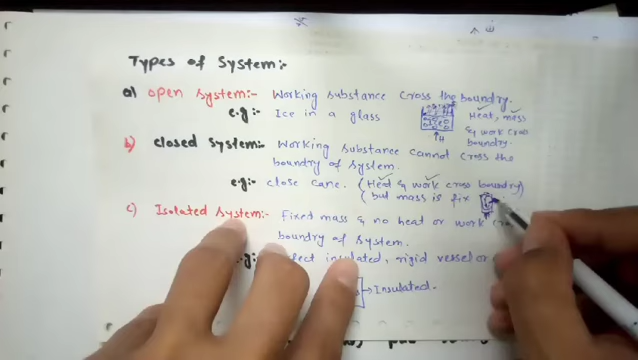 Types of System:-
a) open system:- Working substance cross the boundry.
e.g:- Ice in a glass Heat, mass
& work cross
boundry.
H
b) closed system:- Working substance cannot cross the
boundry of system.
e.g:- close cane. (Heat & work cross boundry)
(but mass is fix
c) Isolated system:- Fixed mass & no heat or work
boundry of system.
insulated, rigid vessel or
→ Insulated.